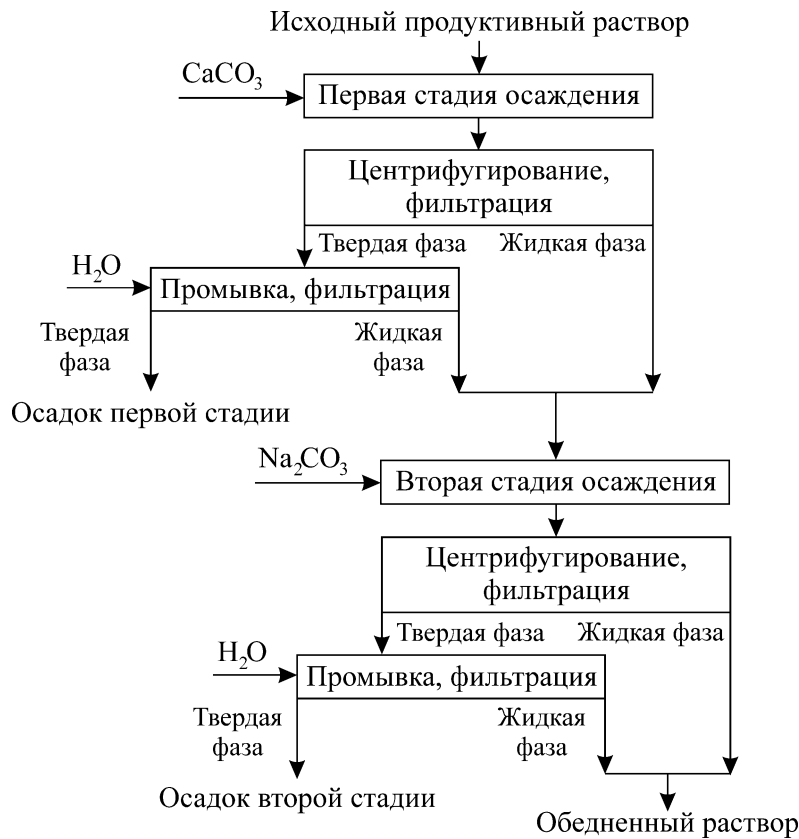 Исходный продуктивный раствор
CaCO₃
Первая стадия осаждения
Центрифугирование,
фильтрация
Твердая фаза
Жидкая фаза
H₂O
Промывка, фильтрация
Твердая
фаза
Жидкая
фаза
Осадок первой стадии
Na₂CO₃
Вторая стадия осаждения
Центрифугирование,
фильтрация
Твердая фаза
Жидкая фаза
H₂O
Промывка, фильтрация
Твердая
фаза
Жидкая
фаза
Осадок второй стадии
Обедненный раствор